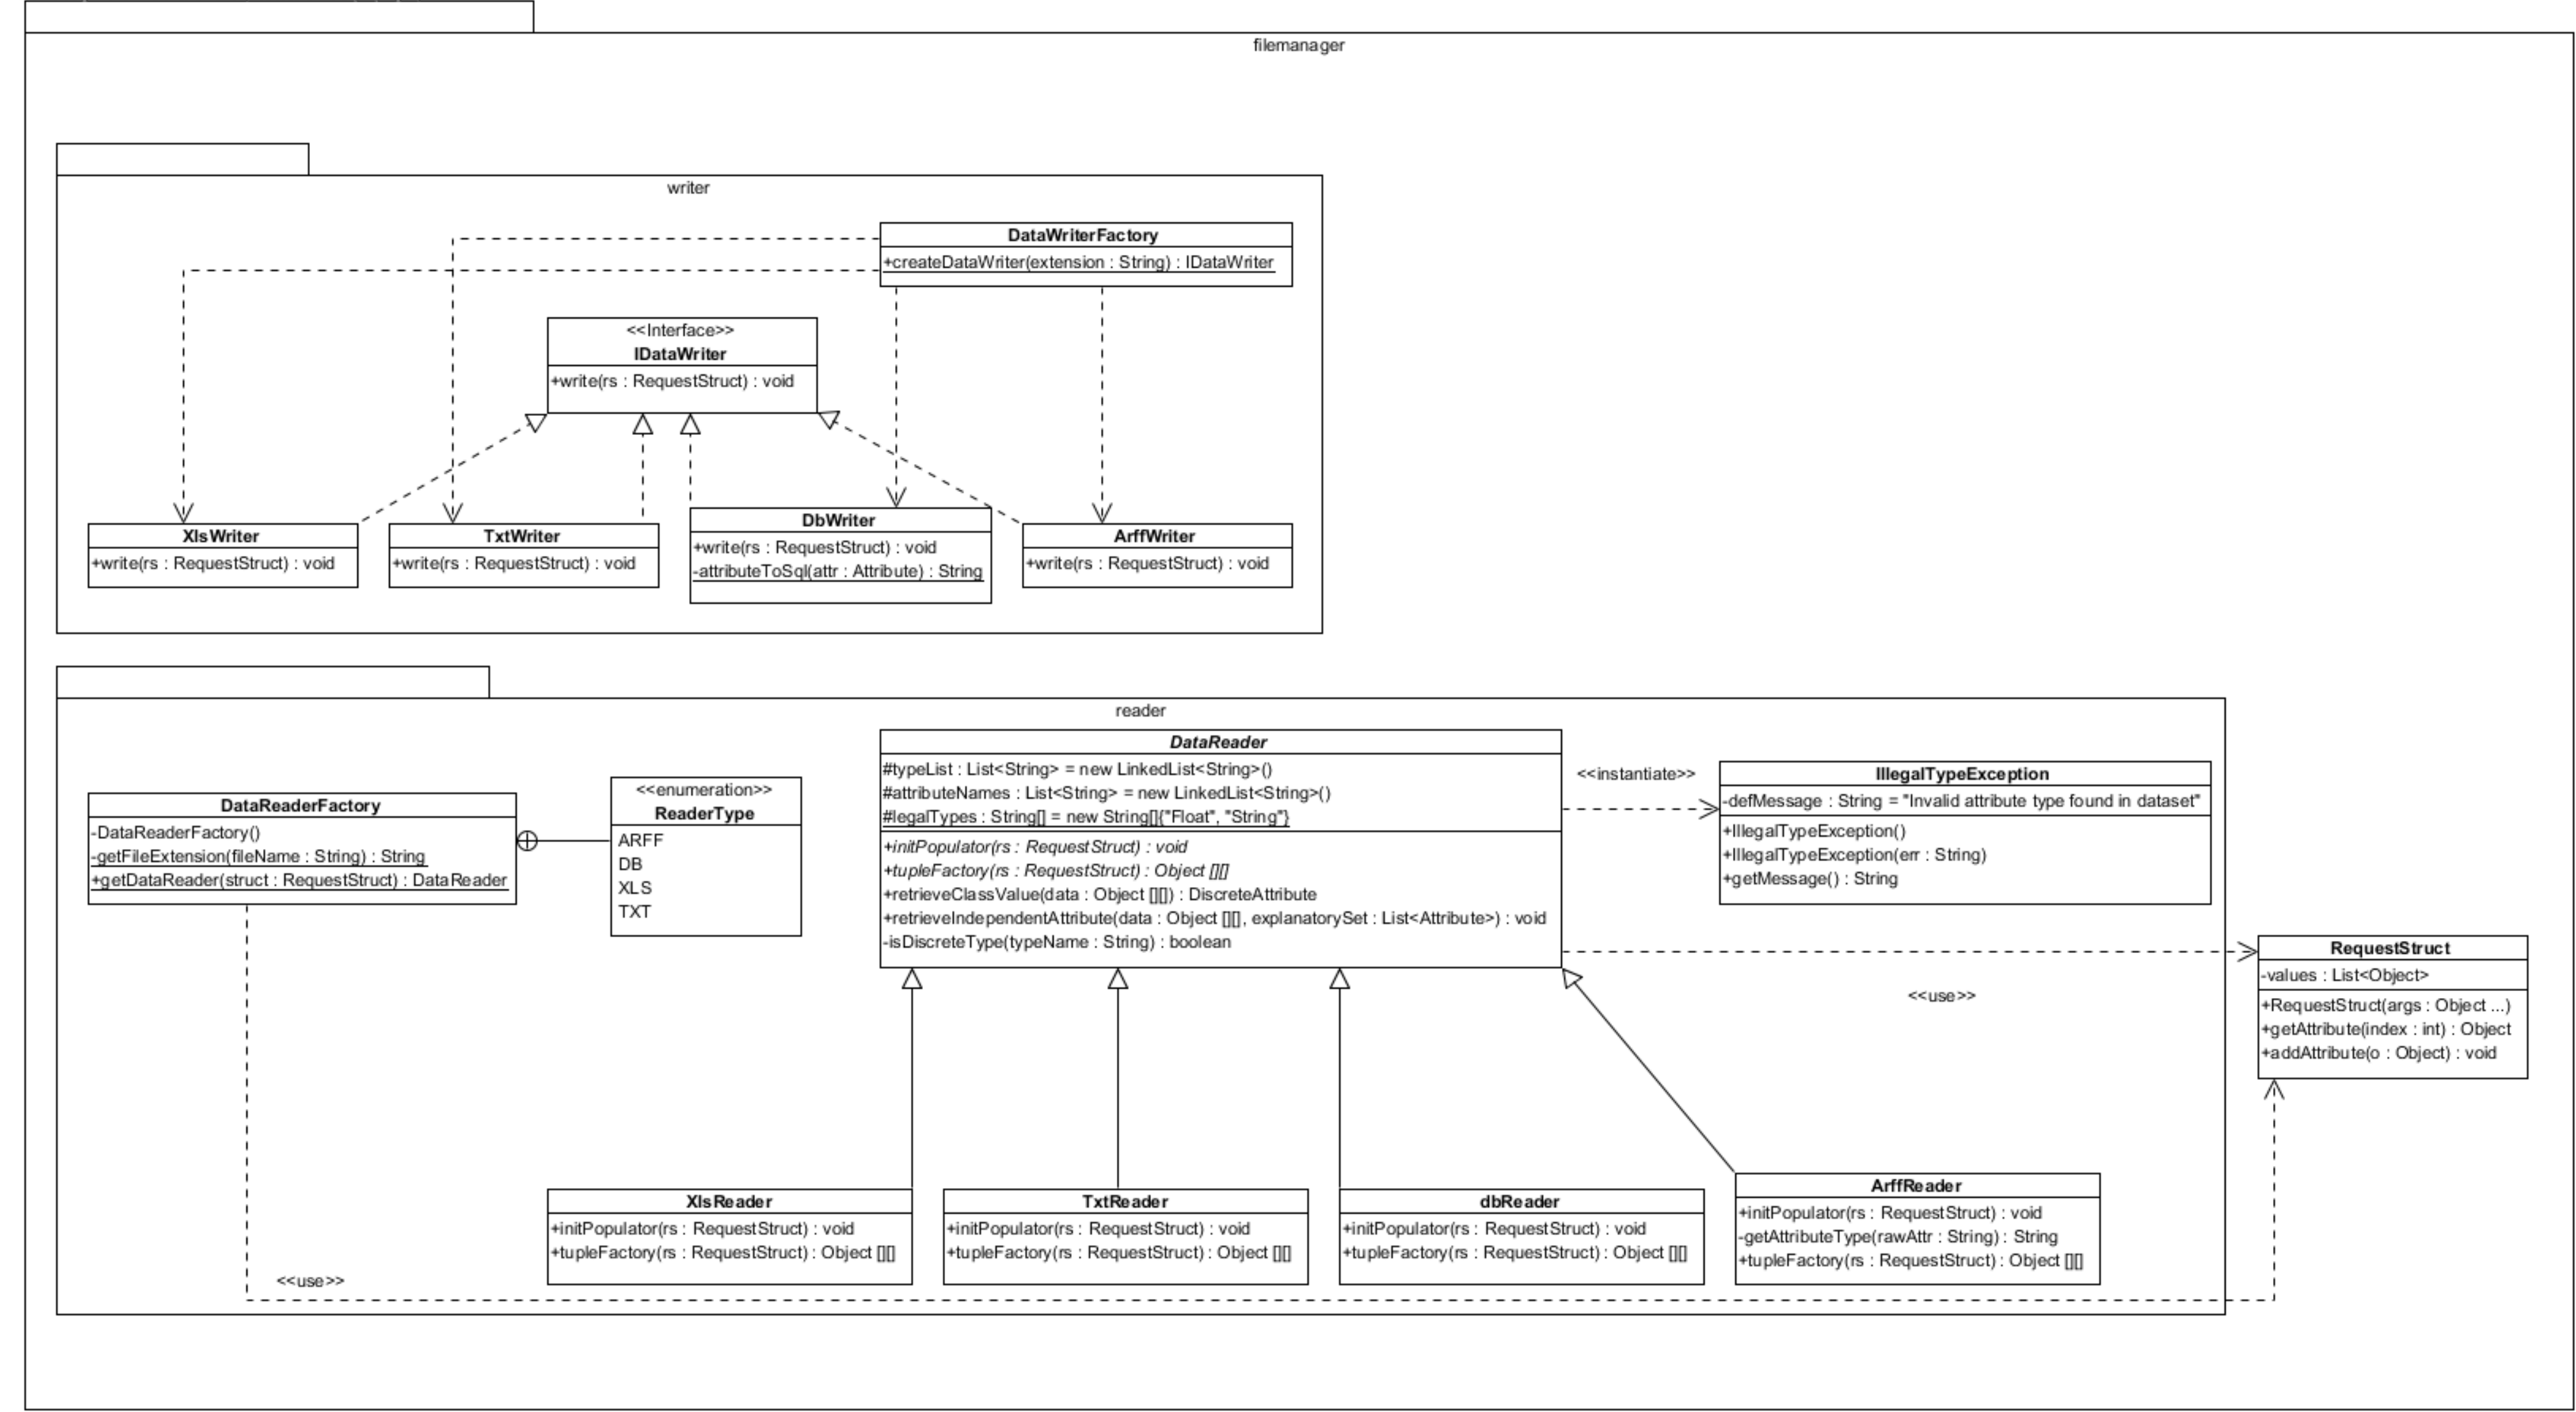 filemanager
writer
DataWriterFactory
+createDataWriter(extension : String) : IDataWriter
<<Interface>>
IDataWriter
+write(rs : RequestStruct) : void
XlsWriter
+write(rs : RequestStruct) : void
TxtWriter
+write(rs : RequestStruct) : void
DbWriter
+write(rs : RequestStruct) : void
-attributeToSql(attr : Attribute) : String
ArffWriter
+write(rs : RequestStruct) : void
reader
DataReaderFactory
-DataReaderFactory()
-getFileExtension(fileName : String) : String
+getDataReader(struct : RequestStruct) : DataReader
<<enumeration>>
ReaderType
ARFF
DB
XLS
TXT
DataReader
#typeList : List<String> = new LinkedList<String>()
#attributeNames : List<String> = new LinkedList<String>()
#legalTypes : String[] = new String[]{"Float", "String"}
+initPopulator(rs : RequestStruct) : void
+tupleFactory(rs : RequestStruct) : Object [][]
+retrieveClassValue(data : Object [][]) : DiscreteAttribute
+retrieveIndependentAttribute(data : Object [][], explanatorySet : List<Attribute>) : void
-isDiscreteType(typeName : String) : boolean
<<instantiate>>
IllegalTypeException
-defMessage : String = "Invalid attribute type found in dataset"
+IllegalTypeException()
+IllegalTypeException(err : String)
+getMessage() : String
<<use>>
RequestStruct
-values : List<Object>
+RequestStruct(args : Object ...)
+getAttribute(index : int) : Object
+addAttribute(o : Object) : void
XlsReader
+initPopulator(rs : RequestStruct) : void
+tupleFactory(rs : RequestStruct) : Object [][]
TxtReader
+initPopulator(rs : RequestStruct) : void
+tupleFactory(rs : RequestStruct) : Object [][]
dbReader
+initPopulator(rs : RequestStruct) : void
+tupleFactory(rs : RequestStruct) : Object [][]
ArffReader
+initPopulator(rs : RequestStruct) : void
-getAttributeType(rawAttr : String) : String
+tupleFactory(rs : RequestStruct) : Object [][]
<<use>>